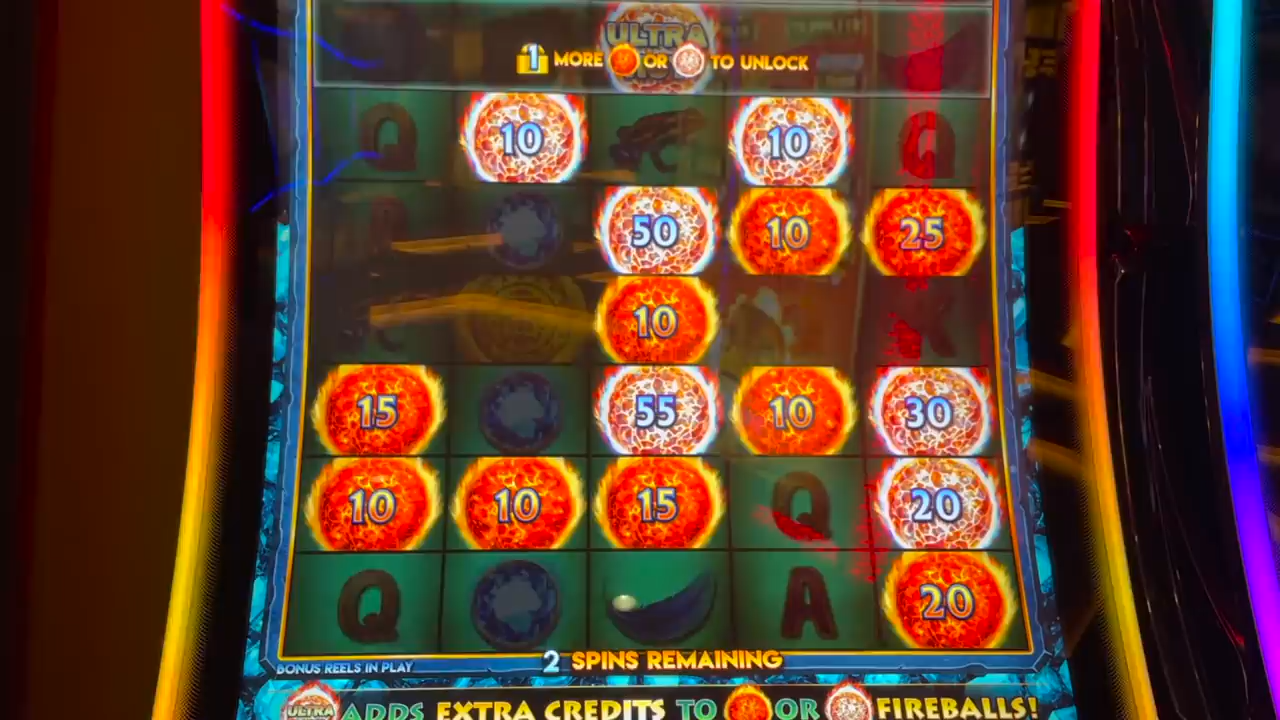 ULTRA
1 MORE OR TO UNLOCK
Q 10 10 Q
50 10 25
10 K
15 55 10 30
10 10 15 Q 20
Q A 20
BONUS REELS IN PLAY 2 SPINS REMAINING
ULTRA ADDS EXTRA CREDITS TO OR FIREBALLS!